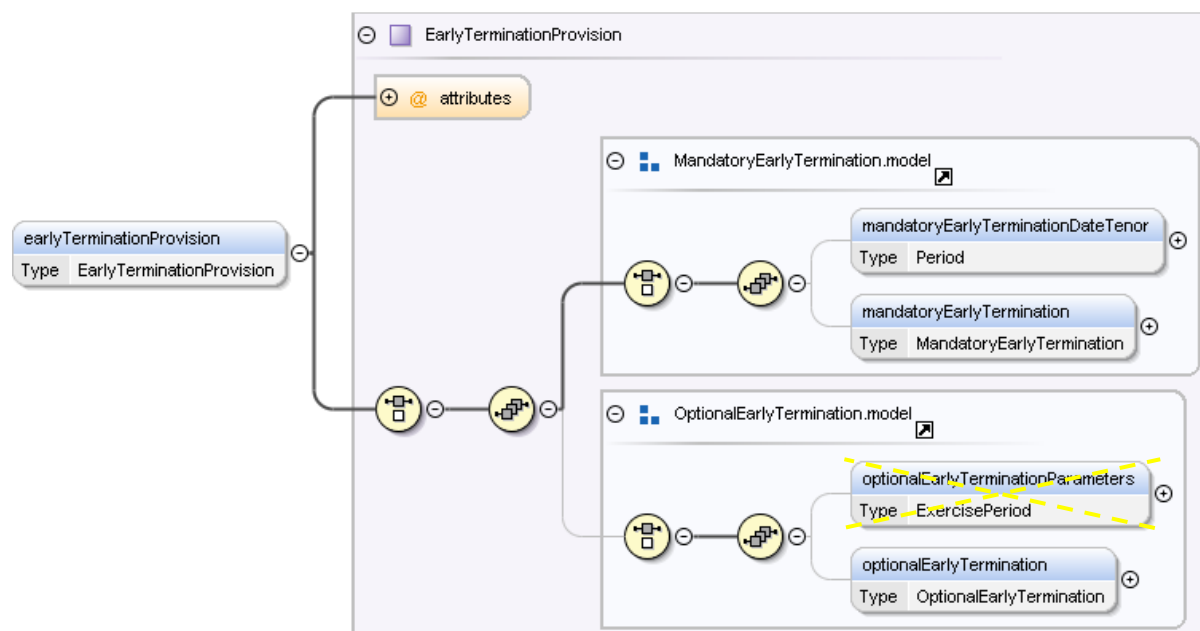 EarlyTerminationProvision
@ attributes
MandatoryEarlyTermination.model
mandatoryEarlyTerminationDateTenor
Type Period
earlyTerminationProvision
Type EarlyTerminationProvision
mandatoryEarlyTermination
Type MandatoryEarlyTermination
OptionalEarlyTermination.model
optionalEarlyTerminationParameters
Type ExercisePeriod
optionalEarlyTermination
Type OptionalEarlyTermination